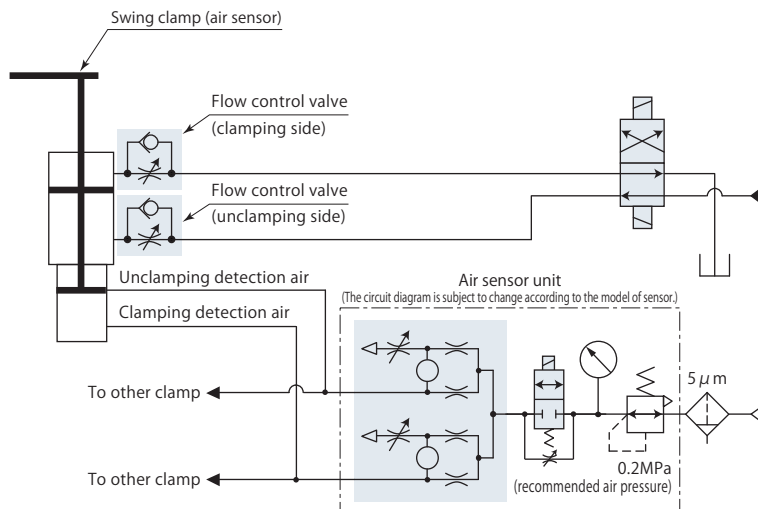 Swing clamp (air sensor)
Flow control valve
(clamping side)
Flow control valve
(unclamping side)
Unclamping detection air
Clamping detection air
Air sensor unit
(The circuit diagram is subject to change according to the model of sensor.)
5 μm
To other clamp
To other clamp
0.2MPa
(recommended air pressure)